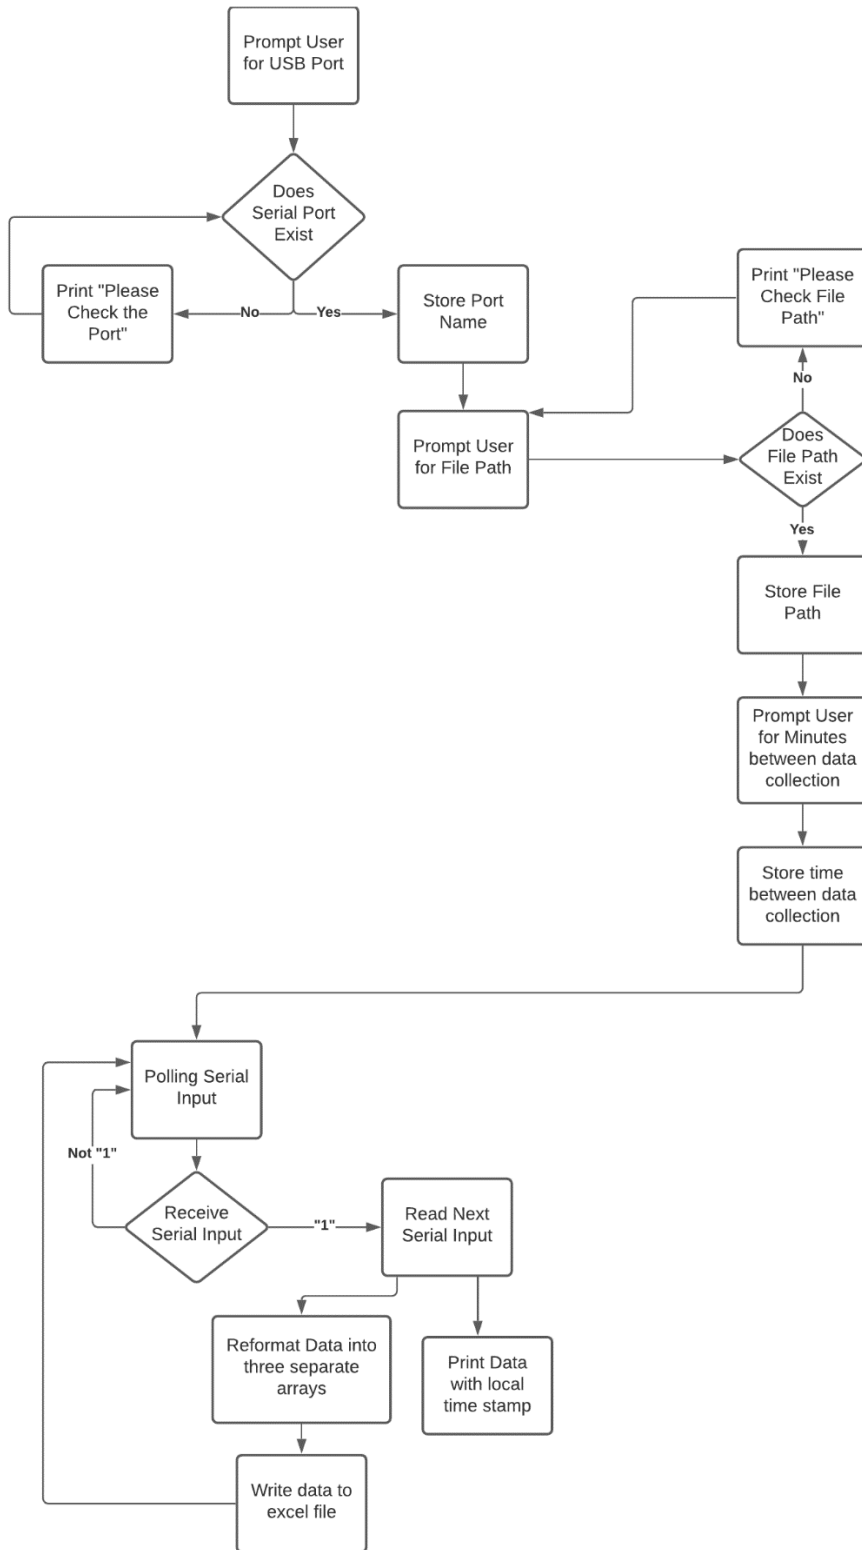 Prompt User
for USB Port
Does
Serial Port
Exist
Print "Please
Check the
Port"
No
Yes
Store Port
Name
Print "Please
Check File
Path"
No
Prompt User
for File Path
Does
File Path
Exist
Yes
Store File
Path
Prompt User
for Minutes
between data
collection
Store time
between data
collection
Polling Serial
Input
Not "1"
Receive
Serial Input
"1"
Read Next
Serial Input
Reformat Data into
three separate
arrays
Print Data
with local
time stamp
Write data to
excel file